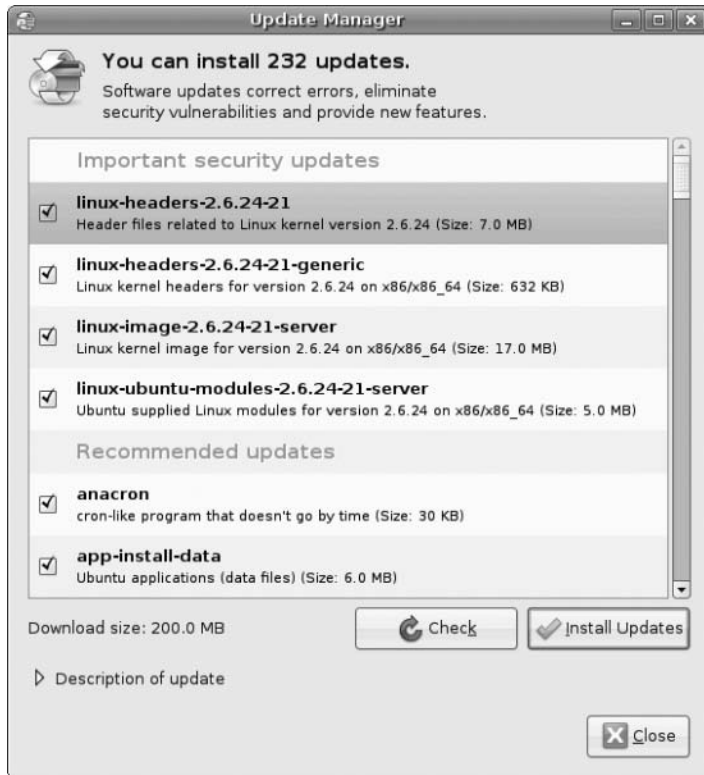 Update Manager
You can install 232 updates.
Software updates correct errors, eliminate
security vulnerabilities and provide new features.
Important security updates
linux-headers-2.6.24-21
Header files related to Linux kernel version 2.6.24 (Size: 7.0 MB)
linux-headers-2.6.24-21-generic
Linux kernel headers for version 2.6.24 on x86/x86_64 (Size: 632 KB)
linux-image-2.6.24-21-server
Linux kernel image for version 2.6.24 on x86/x86_64 (Size: 17.0 MB)
linux-ubuntu-modules-2.6.24-21-server
Ubuntu supplied Linux modules for version 2.6.24 on x86/x86_64 (Size: 5.0 MB)
Recommended updates
anacron
cron-like program that doesn't go by time (Size: 30 KB)
app-install-data
Ubuntu applications (data files) (Size: 6.0 MB)
Download size: 200.0 MB
Check
Install Updates
Description of update
Close